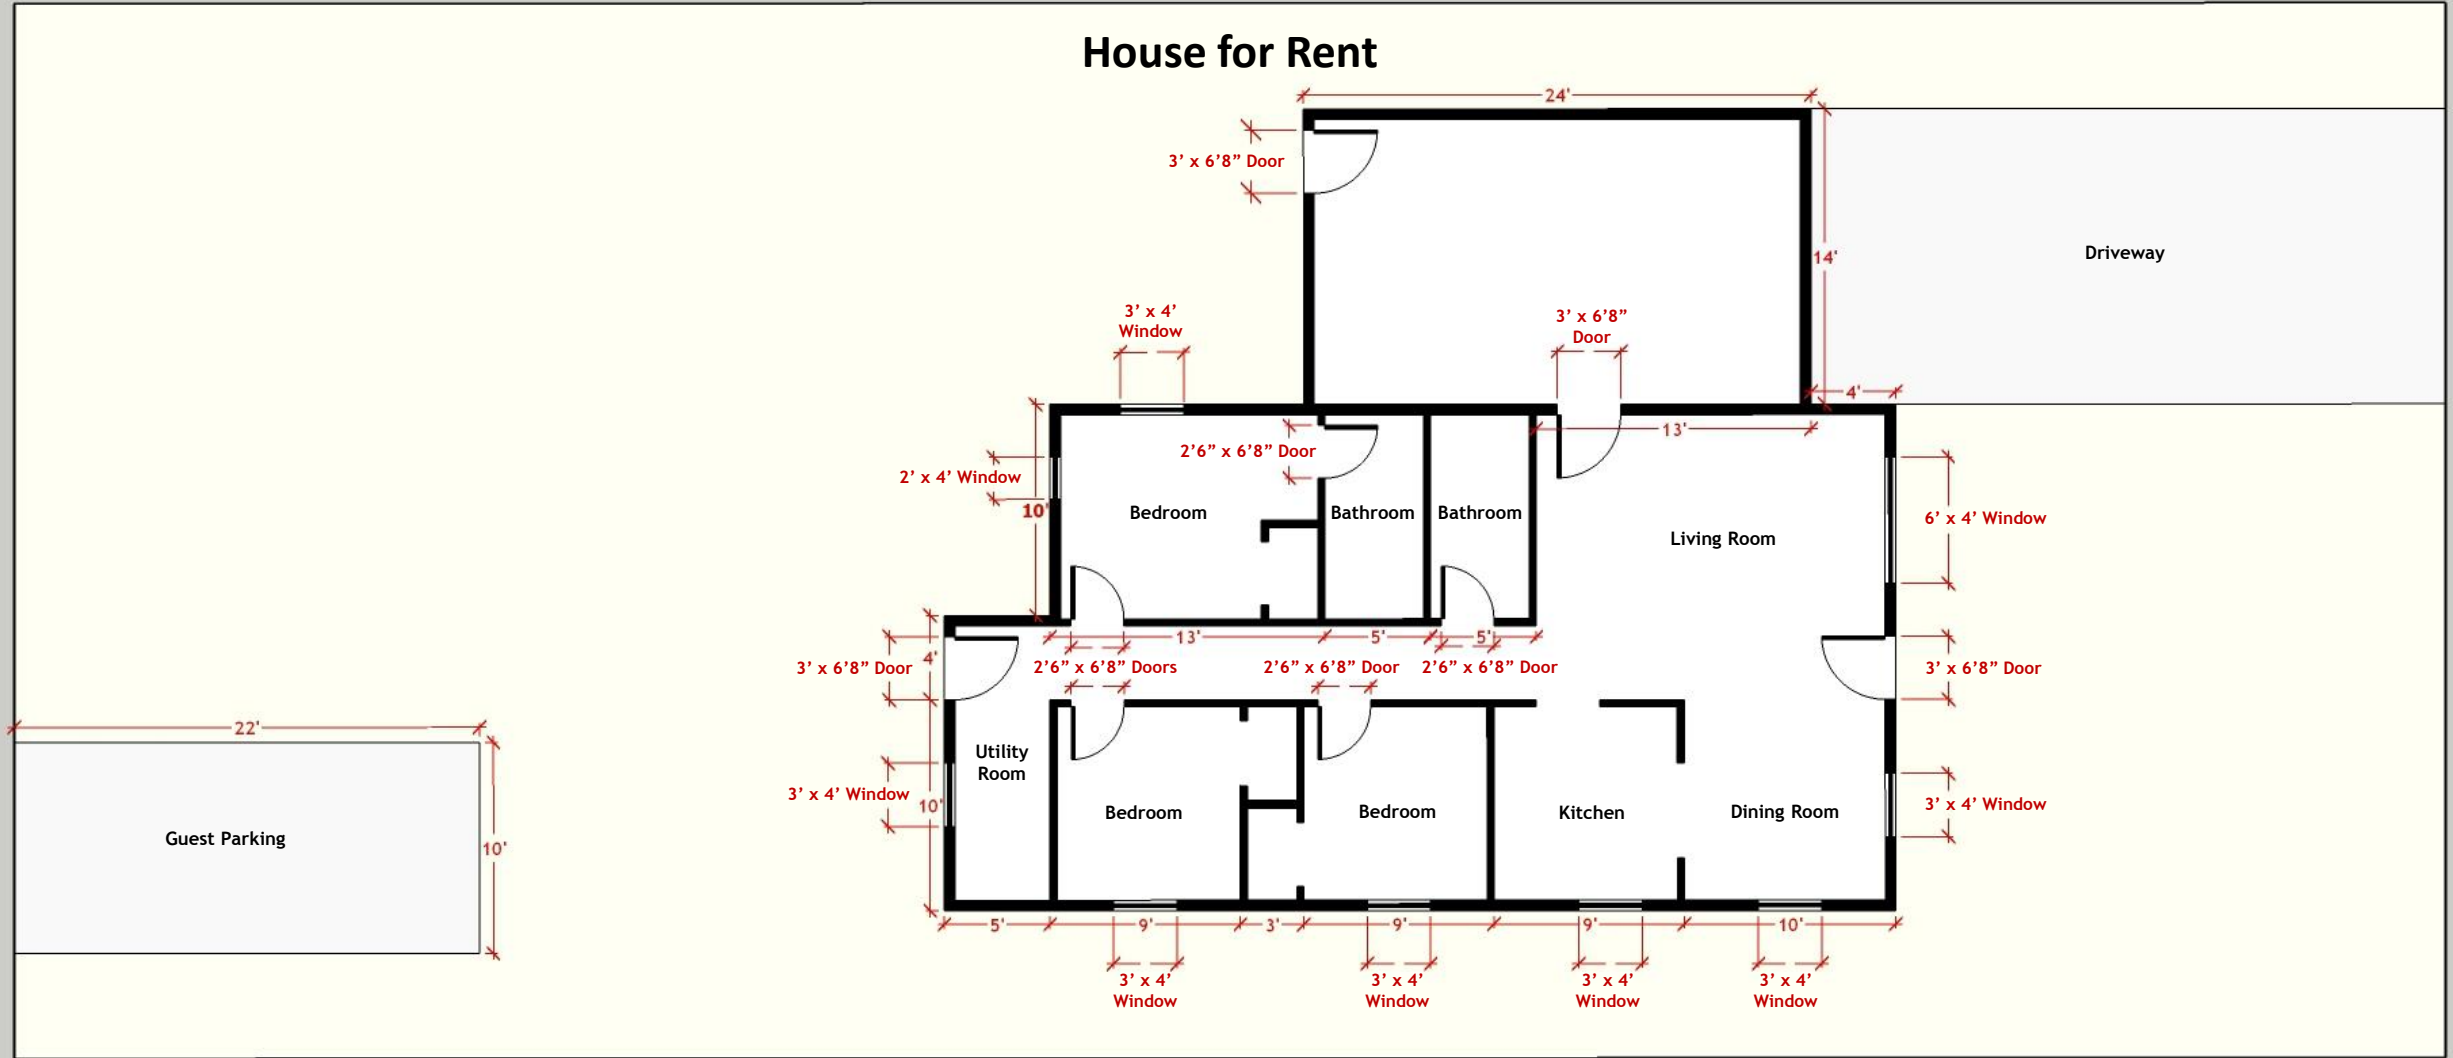 House for Rent
24'
3’ x 6’8” Door
14'
Driveway
3’ x 4’
Window
3’ x 6’8”
Door
4'
13'
2’6” x 6’8” Door
2’ x 4’ Window
10'
Bedroom
Bathroom
Bathroom
Living Room
6’ x 4’ Window
13'
5'
5'
3’ x 6’8” Door
4'
2’6” x 6’8” Doors
2’6” x 6’8” Door
2’6” x 6’8” Door
3’ x 6’8” Door
22'
Utility
Room
3’ x 4’ Window
10'
Bedroom
Bedroom
Kitchen
Dining Room
3’ x 4’ Window
Guest Parking
10'
5'
9'
3'
9'
9'
10'
3’ x 4’
Window
3’ x 4’
Window
3’ x 4’
Window
3’ x 4’
Window